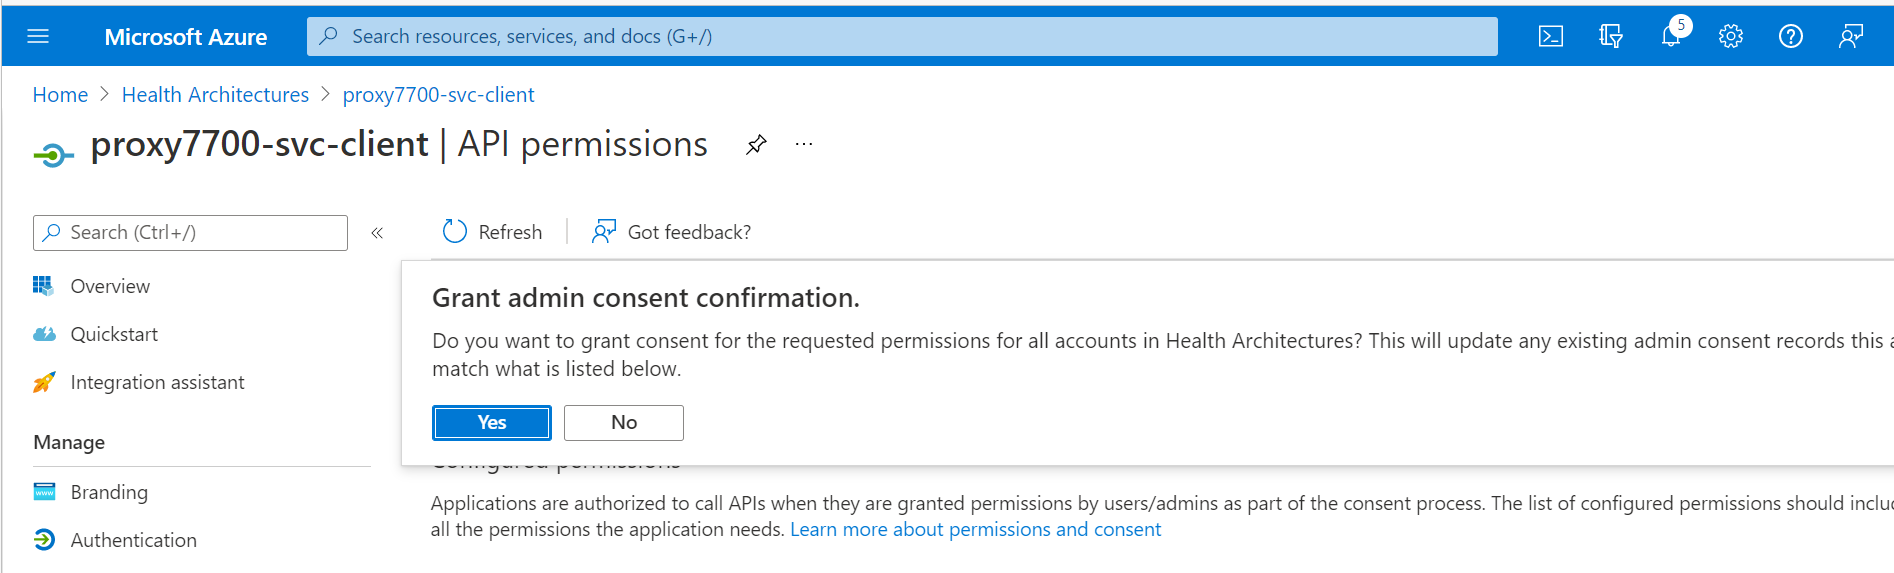 Microsoft Azure
Search resources, services, and docs (G+/)
5
Home > Health Architectures > proxy7700-svc-client
proxy7700-svc-client | API permissions
Search (Ctrl+/)
Refresh
Got feedback?
Overview
Quickstart
Integration assistant
Manage
Branding
Authentication
Grant admin consent confirmation.
Do you want to grant consent for the requested permissions for all accounts in Health Architectures? This will update any existing admin consent records this
match what is listed below.
Yes
No
Configured permissions
Applications are authorized to call APIs when they are granted permissions by users/admins as part of the consent process. The list of configured permissions should
all the permissions the application needs. Learn more about permissions and consent